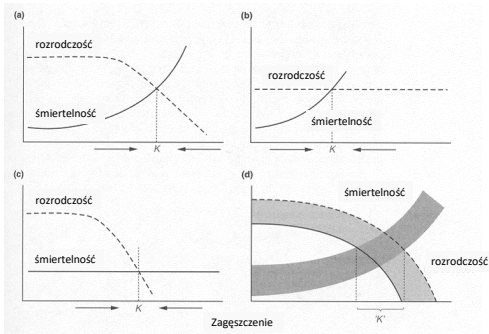 (a)
rozrodczość
śmiertelność
K
(b)
rozrodczość
śmiertelność
K
(c)
rozrodczość
śmiertelność
K
(d)
śmiertelność
rozrodczość
'K'
Zagęszczenie